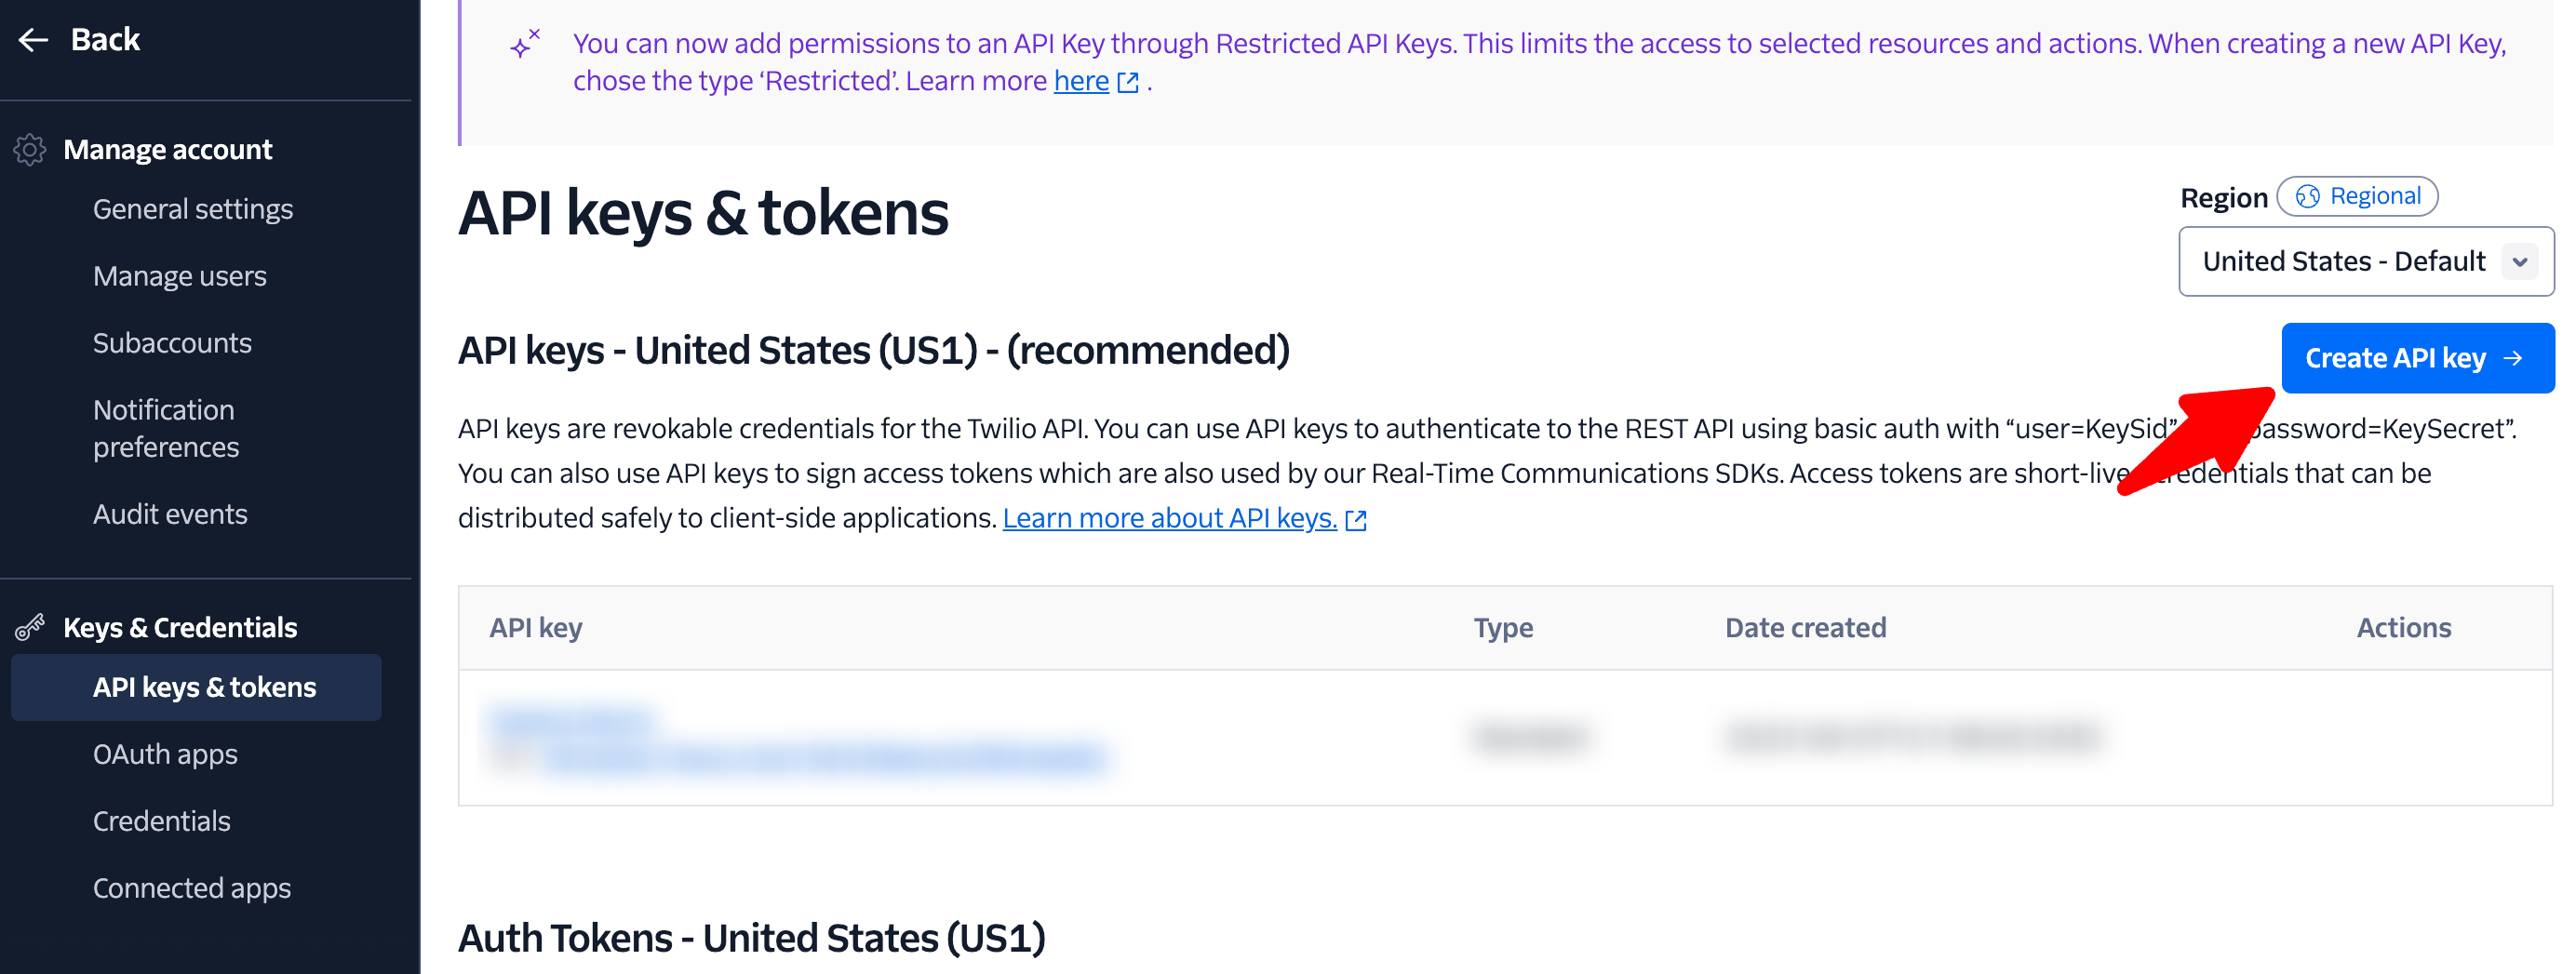 Back
Manage account
General settings
Manage users
Subaccounts
Notification
preferences
Audit events
Keys & Credentials
API keys & tokens
OAuth apps
Credentials
Connected apps
You can now add permissions to an API Key through Restricted API Keys. This limits the access to selected resources and actions. When creating a new API Key,
chose the type ‘Restricted’. Learn more here .
API keys & tokens
Region Regional
United States - Default
API keys - United States (US1) - (recommended)
Create API key
API keys are revokable credentials for the Twilio API. You can use API keys to authenticate to the REST API using basic auth with “user=KeySid” password=KeySecret”.
You can also use API keys to sign access tokens which are also used by our Real-Time Communications SDKs. Access tokens are short-lived credentials that can be
distributed safely to client-side applications. Learn more about API keys.
API key Type Date created Actions
Auth Tokens - United States (US1)